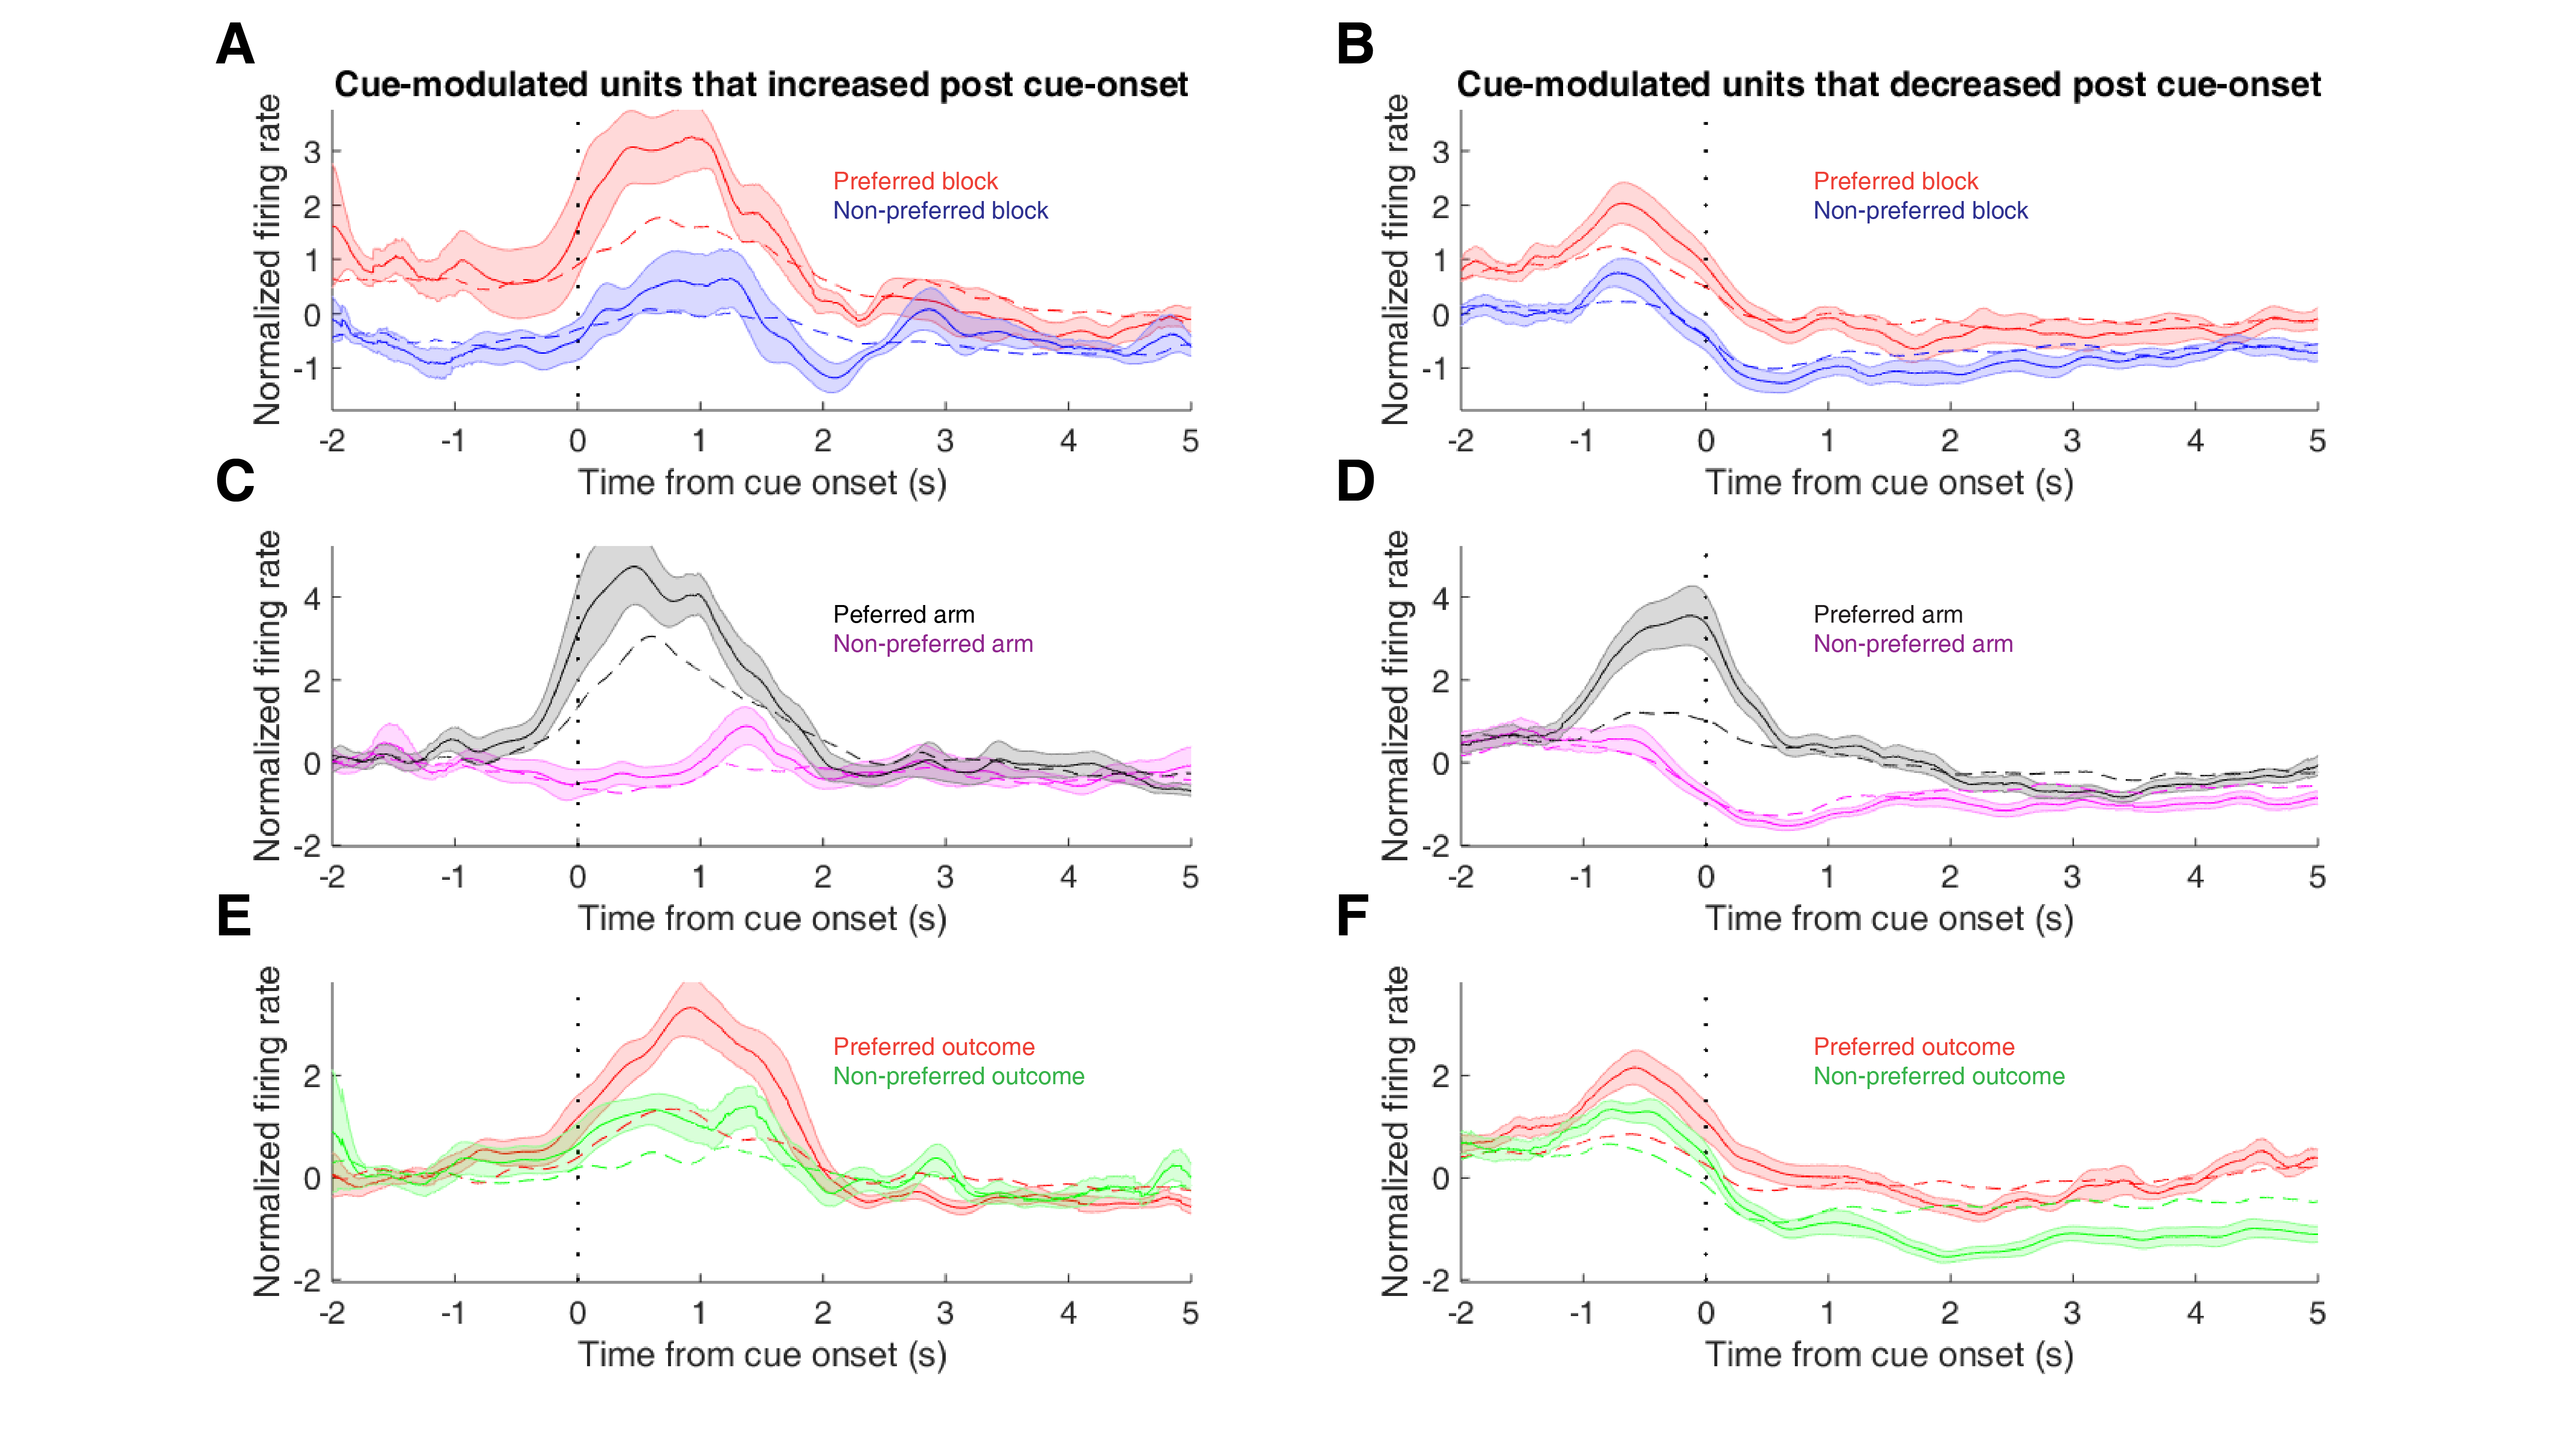 A
Cue-modulated units that increased post cue-onset
Normalized firing rate
3
2
1
0
-1
Preferred block
Non-preferred block
-2 -1 0 1 2 3 4 5
Time from cue onset (s)
B
Cue-modulated units that decreased post cue-onset
Normalized firing rate
3
2
1
0
-1
Preferred block
Non-preferred block
-2 -1 0 1 2 3 4 5
Time from cue onset (s)
C
Normalized firing rate
4
2
0
-2
Peferred arm
Non-preferred arm
-2 -1 0 1 2 3 4 5
Time from cue onset (s)
D
Normalized firing rate
4
2
0
-2
Preferred arm
Non-preferred arm
-2 -1 0 1 2 3 4 5
Time from cue onset (s)
E
Normalized firing rate
2
0
-2
Preferred outcome
Non-preferred outcome
-2 -1 0 1 2 3 4 5
Time from cue onset (s)
F
Normalized firing rate
2
0
-2
Preferred outcome
Non-preferred outcome
-2 -1 0 1 2 3 4 5
Time from cue onset (s)